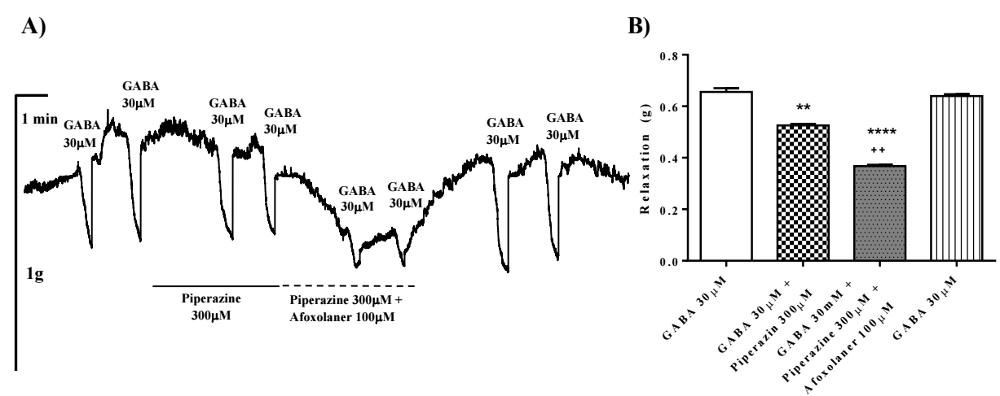 A)
1 min
GABA
30μM
GABA
30μM
GABA
30μM
GABA
30μM
GABA
30μM
GABA
30μM
GABA
30μM
GABA
30μM
1g
Piperazine
300μM
Piperazine 300μM +
Afoxolaner 100μM
B)
Relaxation (g)
0.8
0.6
0.4
0.2
0.0
**
****
++
GABA 30μM
GABA 30μM +
Piperazin 300μM
GABA 30mM +
Piperazine 300μM +
Afoxolaner 100μM
GABA 30μM